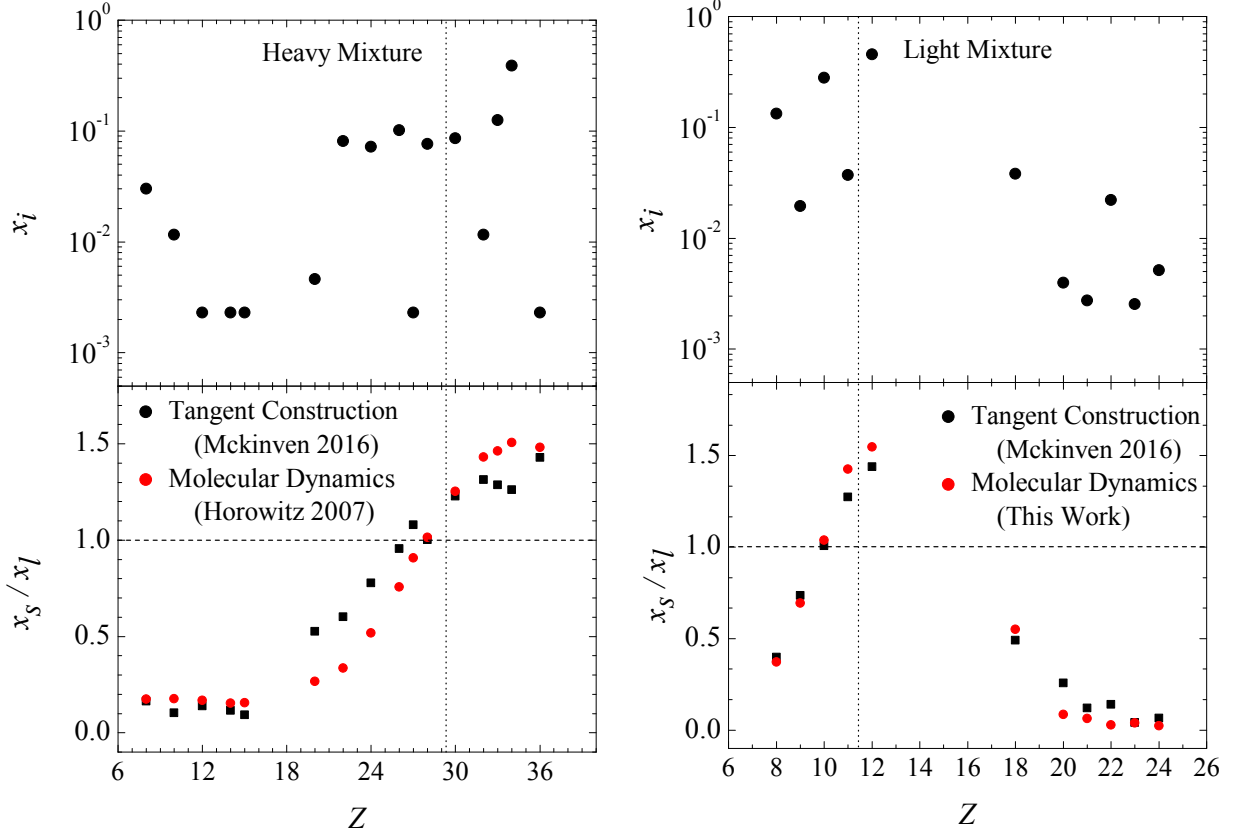 Heavy Mixture
10^0
10^-1
10^-2
10^-3
x_i
Tangent Construction
(Mckinven 2016)
Molecular Dynamics
(Horowitz 2007)
1.5
1.0
0.5
0.0
x_s / x_l
6 12 18 24 30 36
Z
Light Mixture
10^0
10^-1
10^-2
10^-3
x_i
Tangent Construction
(Mckinven 2016)
Molecular Dynamics
(This Work)
1.5
1.0
0.5
0.0
x_s / x_l
6 8 10 12 14 16 18 20 22 24 26
Z